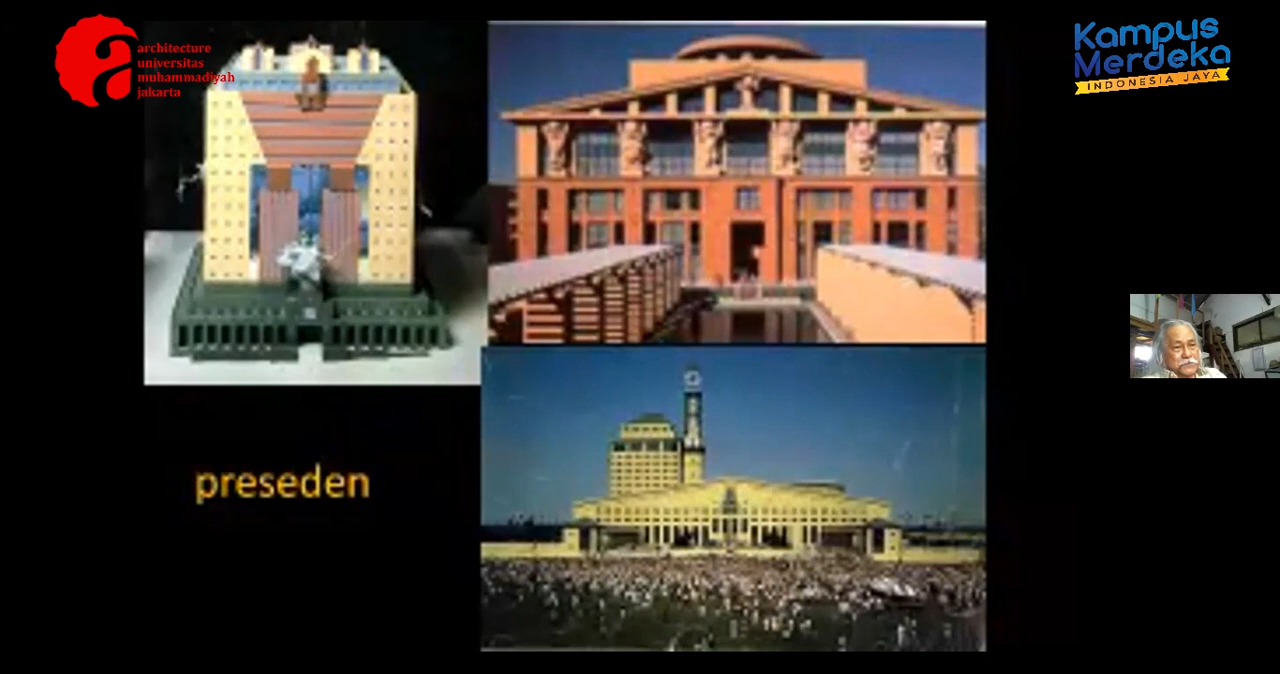 architecture
universitas
muhammadiyah
jakarta
Kampus
Merdeka
INDONESIA JAYA
preseden